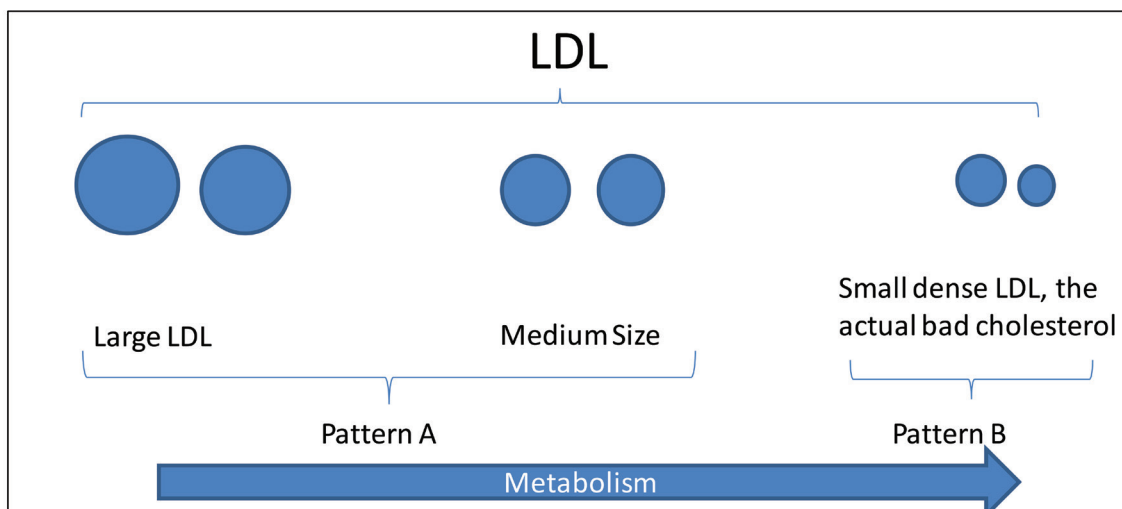 LDL
Small dense LDL, the
actual bad cholesterol
Large LDL
Medium Size
Pattern A
Pattern B
Metabolism